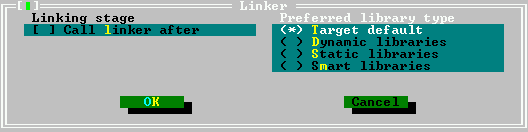 [■] Linker
Linking stage
[ ] Call linker after
Preferred library type
(*) Target default
( ) Dynamic libraries
( ) Static libraries
( ) Smart libraries
OK Cancel